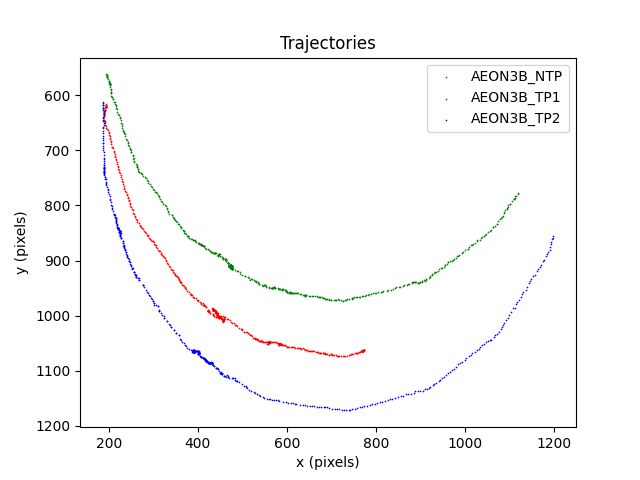 Trajectories
AEON3B_NTP
AEON3B_TP1
AEON3B_TP2
y (pixels)
600
700
800
900
1000
1100
1200
200 400 600 800 1000 1200
x (pixels)